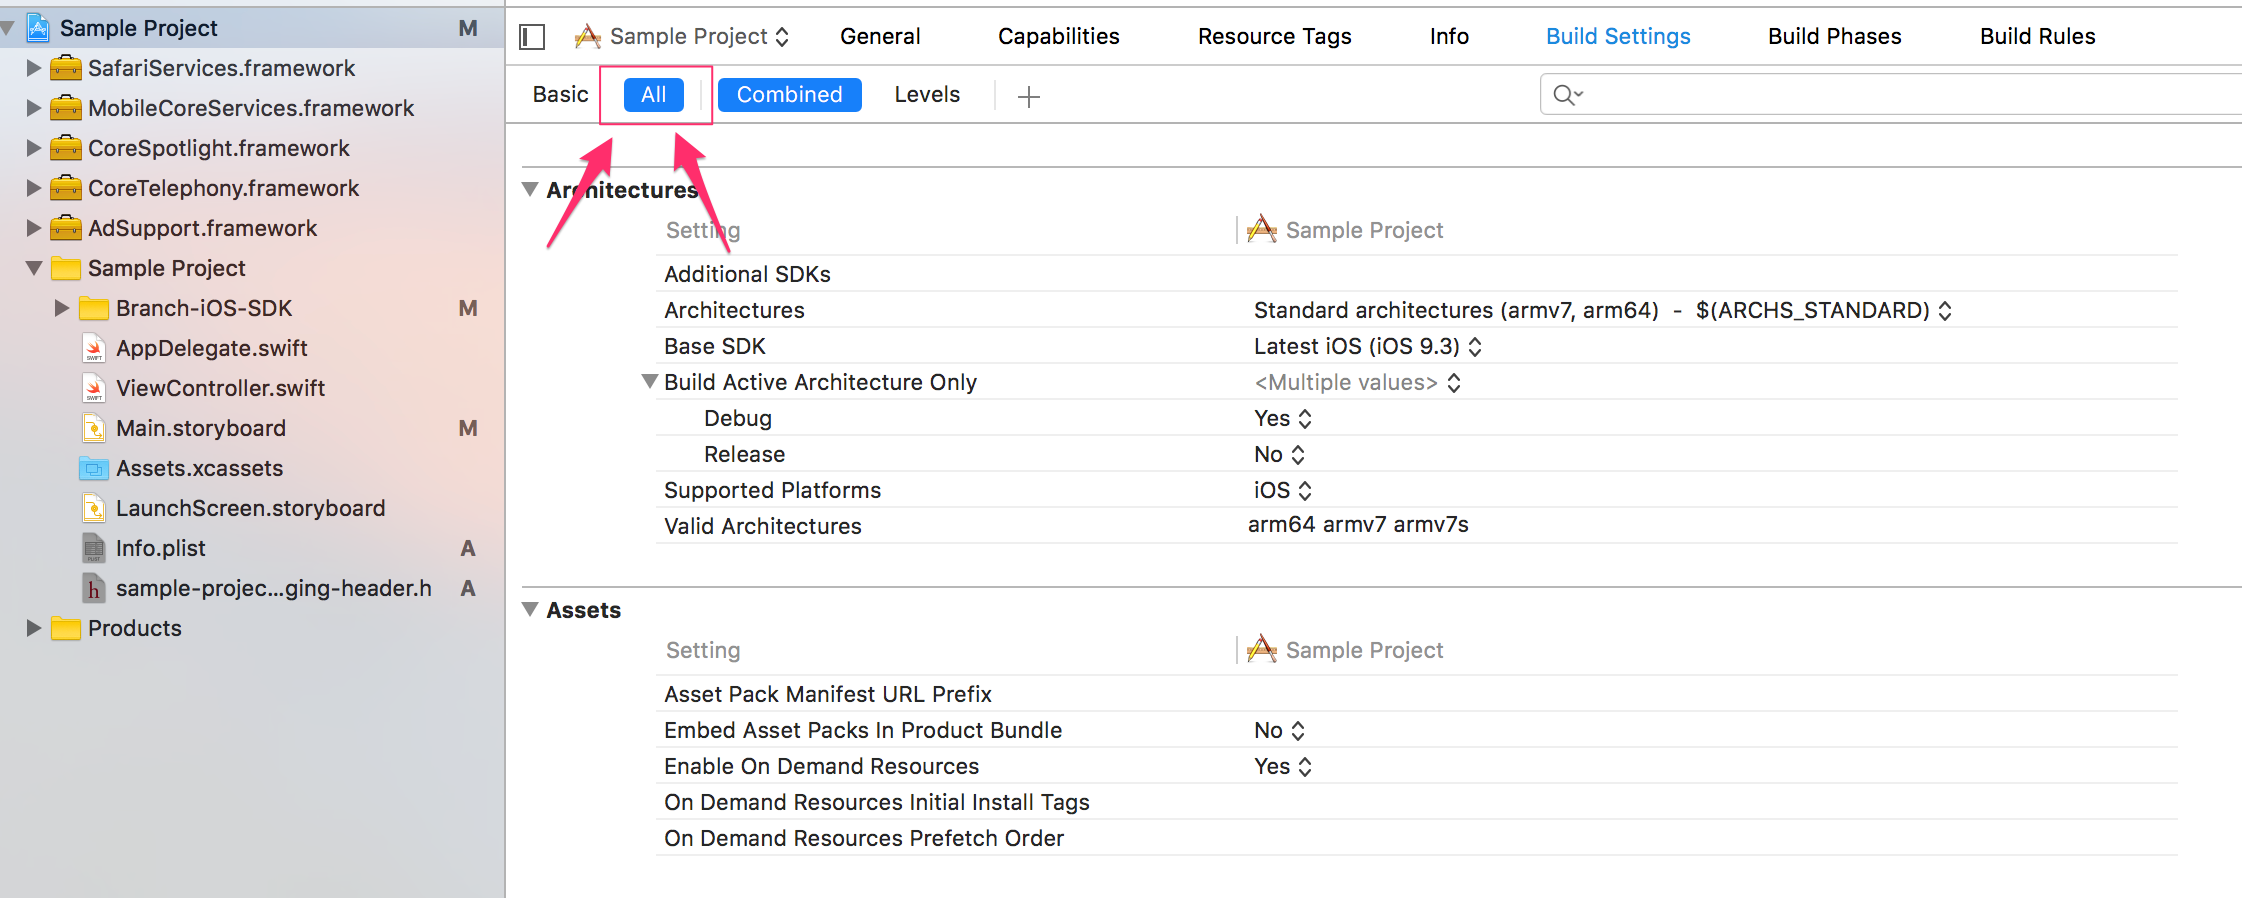 Sample Project M
SafariServices.framework
MobileCoreServices.framework
CoreSpotlight.framework
CoreTelephony.framework
AdSupport.framework
Sample Project
Branch-iOS-SDK M
AppDelegate.swift
ViewController.swift
Main.storyboard M
Assets.xcassets
LaunchScreen.storyboard
Info.plist A
h sample-projec...ging-header.h A
Products
Sample Project General Capabilities Resource Tags Info Build Settings Build Phases Build Rules
Basic All Combined Levels +
Architectures
Setting Sample Project
Additional SDKs
Architectures Standard architectures (armv7, arm64) - $(ARCHS_STANDARD)
Base SDK Latest iOS (iOS 9.3)
Build Active Architecture Only <Multiple values>
Debug Yes
Release No
Supported Platforms iOS
Valid Architectures arm64 armv7 armv7s
Assets
Setting Sample Project
Asset Pack Manifest URL Prefix
Embed Asset Packs In Product Bundle No
Enable On Demand Resources Yes
On Demand Resources Initial Install Tags
On Demand Resources Prefetch Order